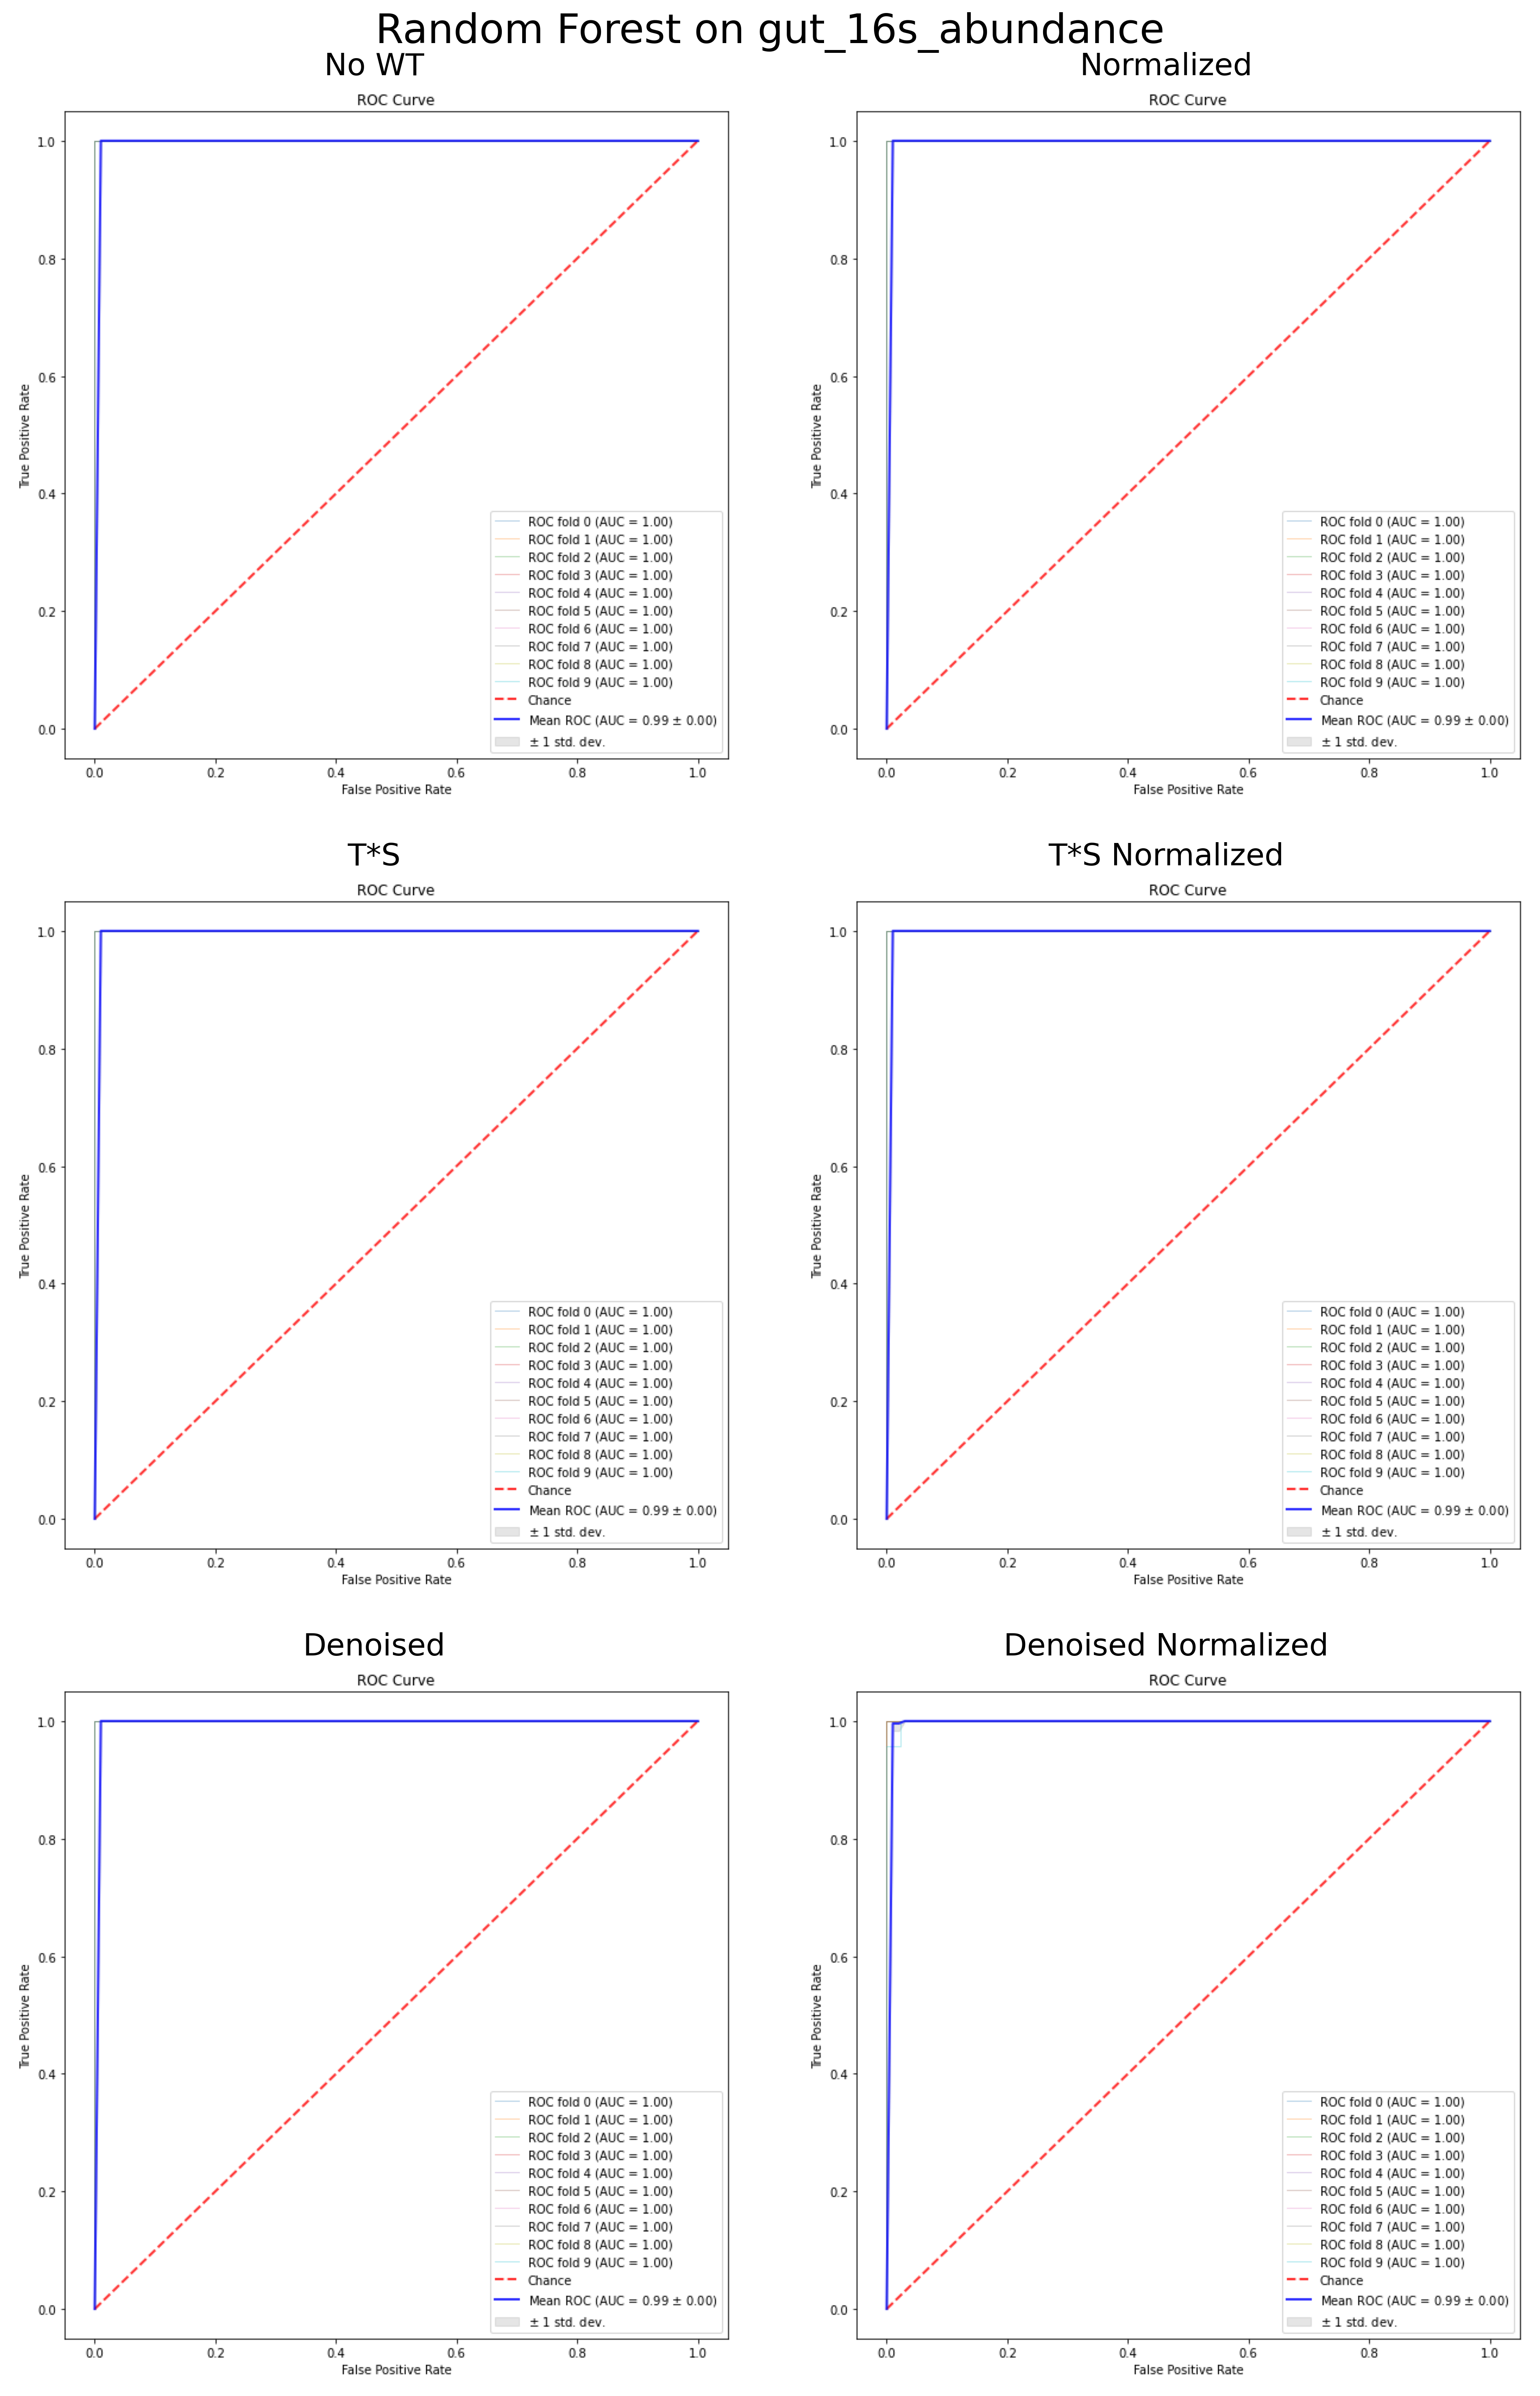 Random Forest on gut_16s_abundance
No WT
ROC Curve
True Positive Rate
1.0
0.8
0.6
0.4
0.2
0.0
ROC fold 0 (AUC = 1.00)
ROC fold 1 (AUC = 1.00)
ROC fold 2 (AUC = 1.00)
ROC fold 3 (AUC = 1.00)
ROC fold 4 (AUC = 1.00)
ROC fold 5 (AUC = 1.00)
ROC fold 6 (AUC = 1.00)
ROC fold 7 (AUC = 1.00)
ROC fold 8 (AUC = 1.00)
ROC fold 9 (AUC = 1.00)
Chance
Mean ROC (AUC = 0.99 ± 0.00)
± 1 std. dev.
0.0 0.2 0.4 0.6 0.8 1.0
False Positive Rate
Normalized
ROC Curve
True Positive Rate
1.0
0.8
0.6
0.4
0.2
0.0
ROC fold 0 (AUC = 1.00)
ROC fold 1 (AUC = 1.00)
ROC fold 2 (AUC = 1.00)
ROC fold 3 (AUC = 1.00)
ROC fold 4 (AUC = 1.00)
ROC fold 5 (AUC = 1.00)
ROC fold 6 (AUC = 1.00)
ROC fold 7 (AUC = 1.00)
ROC fold 8 (AUC = 1.00)
ROC fold 9 (AUC = 1.00)
Chance
Mean ROC (AUC = 0.99 ± 0.00)
± 1 std. dev.
0.0 0.2 0.4 0.6 0.8 1.0
False Positive Rate
T*S
ROC Curve
True Positive Rate
1.0
0.8
0.6
0.4
0.2
0.0
ROC fold 0 (AUC = 1.00)
ROC fold 1 (AUC = 1.00)
ROC fold 2 (AUC = 1.00)
ROC fold 3 (AUC = 1.00)
ROC fold 4 (AUC = 1.00)
ROC fold 5 (AUC = 1.00)
ROC fold 6 (AUC = 1.00)
ROC fold 7 (AUC = 1.00)
ROC fold 8 (AUC = 1.00)
ROC fold 9 (AUC = 1.00)
Chance
Mean ROC (AUC = 0.99 ± 0.00)
± 1 std. dev.
0.0 0.2 0.4 0.6 0.8 1.0
False Positive Rate
T*S Normalized
ROC Curve
True Positive Rate
1.0
0.8
0.6
0.4
0.2
0.0
ROC fold 0 (AUC = 1.00)
ROC fold 1 (AUC = 1.00)
ROC fold 2 (AUC = 1.00)
ROC fold 3 (AUC = 1.00)
ROC fold 4 (AUC = 1.00)
ROC fold 5 (AUC = 1.00)
ROC fold 6 (AUC = 1.00)
ROC fold 7 (AUC = 1.00)
ROC fold 8 (AUC = 1.00)
ROC fold 9 (AUC = 1.00)
Chance
Mean ROC (AUC = 0.99 ± 0.00)
± 1 std. dev.
0.0 0.2 0.4 0.6 0.8 1.0
False Positive Rate
Denoised
ROC Curve
True Positive Rate
1.0
0.8
0.6
0.4
0.2
0.0
ROC fold 0 (AUC = 1.00)
ROC fold 1 (AUC = 1.00)
ROC fold 2 (AUC = 1.00)
ROC fold 3 (AUC = 1.00)
ROC fold 4 (AUC = 1.00)
ROC fold 5 (AUC = 1.00)
ROC fold 6 (AUC = 1.00)
ROC fold 7 (AUC = 1.00)
ROC fold 8 (AUC = 1.00)
ROC fold 9 (AUC = 1.00)
Chance
Mean ROC (AUC = 0.99 ± 0.00)
± 1 std. dev.
0.0 0.2 0.4 0.6 0.8 1.0
False Positive Rate
Denoised Normalized
ROC Curve
True Positive Rate
1.0
0.8
0.6
0.4
0.2
0.0
ROC fold 0 (AUC = 1.00)
ROC fold 1 (AUC = 1.00)
ROC fold 2 (AUC = 1.00)
ROC fold 3 (AUC = 1.00)
ROC fold 4 (AUC = 1.00)
ROC fold 5 (AUC = 1.00)
ROC fold 6 (AUC = 1.00)
ROC fold 7 (AUC = 1.00)
ROC fold 8 (AUC = 1.00)
ROC fold 9 (AUC = 1.00)
Chance
Mean ROC (AUC = 0.99 ± 0.00)
± 1 std. dev.
0.0 0.2 0.4 0.6 0.8 1.0
False Positive Rate